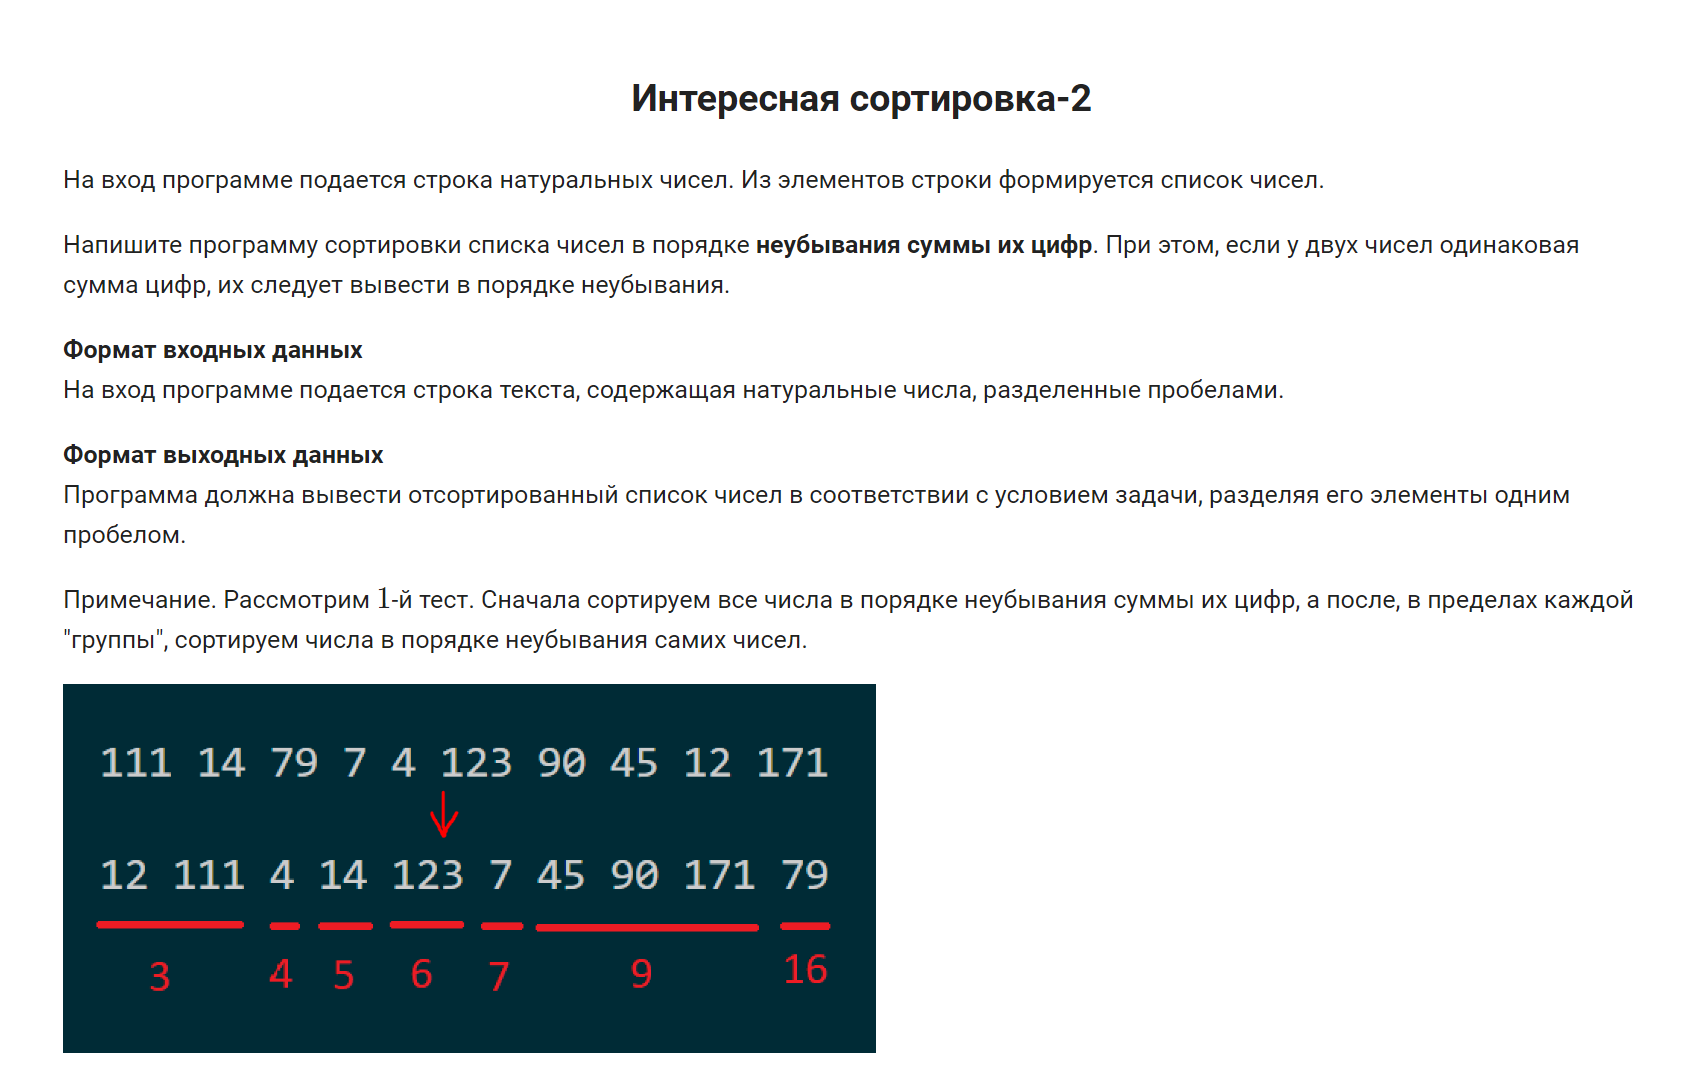 Интересная сортировка-2
На вход программе подается строка натуральных чисел. Из элементов строки формируется список чисел.
Напишите программу сортировки списка чисел в порядке неубывания суммы их цифр. При этом, если у двух чисел одинаковая
сумма цифр, их следует вывести в порядке неубывания.
Формат входных данных
На вход программе подается строка текста, содержащая натуральные числа, разделенные пробелами.
Формат выходных данных
Программа должна вывести отсортированный список чисел в соответствии с условием задачи, разделяя его элементы одним
пробелом.
Примечание. Рассмотрим 1-й тест. Сначала сортируем все числа в порядке неубывания суммы их цифр, а после, в пределах каждой
"группы", сортируем числа в порядке неубывания самих чисел.
111 14 79 7 4 123 90 45 12 171
12 111 4 14 123 7 45 90 171 79
3 4 5 6 7 9 16